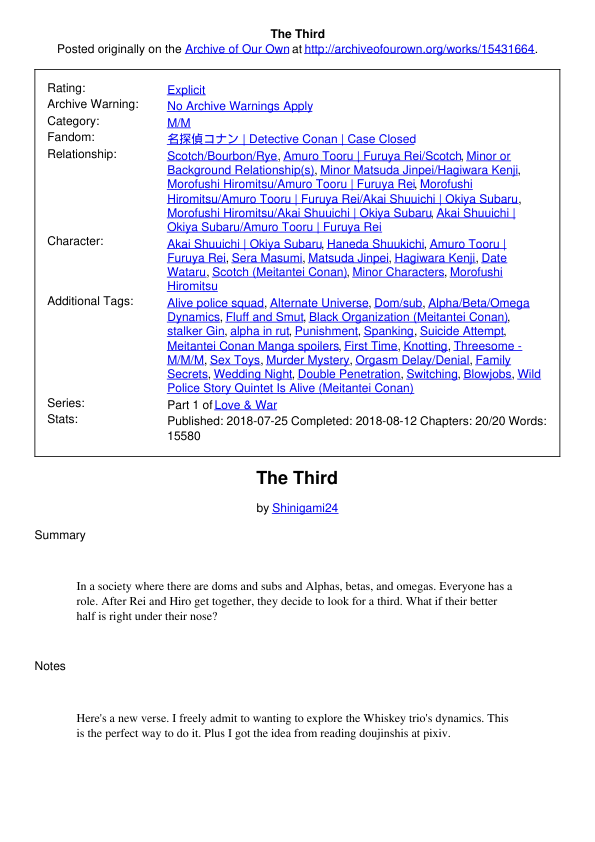 The Third
Posted originally on the Archive of Our Own at http://archiveofourown.org/works/15431664.
Rating: Explicit
Archive Warning: No Archive Warnings Apply
Category: M/M
Fandom: 名探偵コナン | Detective Conan | Case Closed
Relationship: Scotch/Bourbon/Rye, Amuro Tooru | Furuya Rei/Scotch, Minor or
Background Relationship(s), Minor Matsuda Jinpei/Hagiwara Kenji,
Morofushi Hiromitsu/Amuro Tooru | Furuya Rei, Morofushi
Hiromitsu/Amuro Tooru | Furuya Rei/Akai Shuuichi | Okiya Subaru,
Morofushi Hiromitsu/Akai Shuuichi | Okiya Subaru, Akai Shuuichi |
Okiya Subaru/Amuro Tooru | Furuya Rei
Character: Akai Shuuichi | Okiya Subaru, Haneda Shuukichi, Amuro Tooru |
Furuya Rei, Sera Masumi, Matsuda Jinpei, Hagiwara Kenji, Date
Wataru, Scotch (Meitantei Conan), Minor Characters, Morofushi
Hiromitsu
Additional Tags: Alive police squad, Alternate Universe, Dom/sub, Alpha/Beta/Omega
Dynamics, Fluff and Smut, Black Organization (Meitantei Conan),
stalker Gin, alpha in rut, Punishment, Spanking, Suicide Attempt,
Meitantei Conan Manga spoilers, First Time, Knotting, Threesome -
M/M/M, Sex Toys, Murder Mystery, Orgasm Delay/Denial, Family
Secrets, Wedding Night, Double Penetration, Switching, Blowjobs, Wild
Police Story Quintet Is Alive (Meitantei Conan)
Series: Part 1 of Love & War
Stats: Published: 2018-07-25 Completed: 2018-08-12 Chapters: 20/20 Words:
15580
The Third
by Shinigami24
Summary
In a society where there are doms and subs and Alphas, betas, and omegas. Everyone has a
role. After Rei and Hiro get together, they decide to look for a third. What if their better
half is right under their nose?
Notes
Here's a new verse. I freely admit to wanting to explore the Whiskey trio's dynamics. This
is the perfect way to do it. Plus I got the idea from reading doujinshis at pixiv.